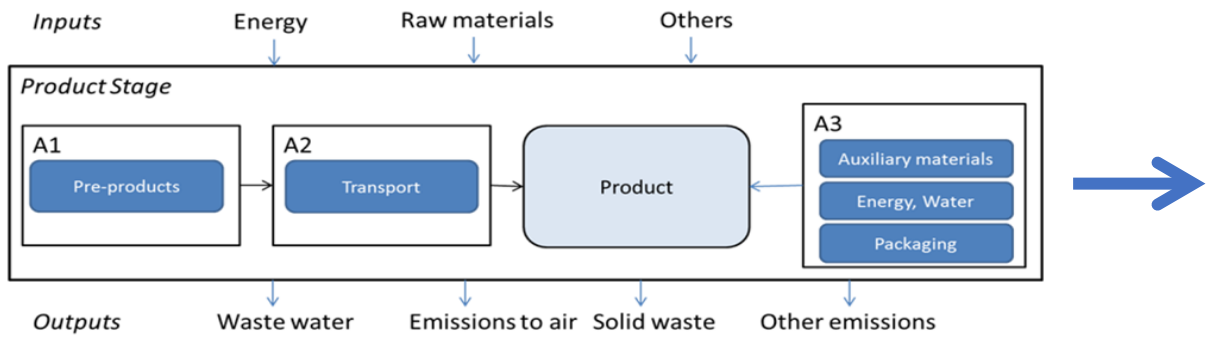 Inputs Energy Raw materials Others
Product Stage
A1
Pre-products
A2
Transport
Product
A3
Auxiliary materials
Energy, Water
Packaging
Outputs Waste water Emissions to air Solid waste Other emissions